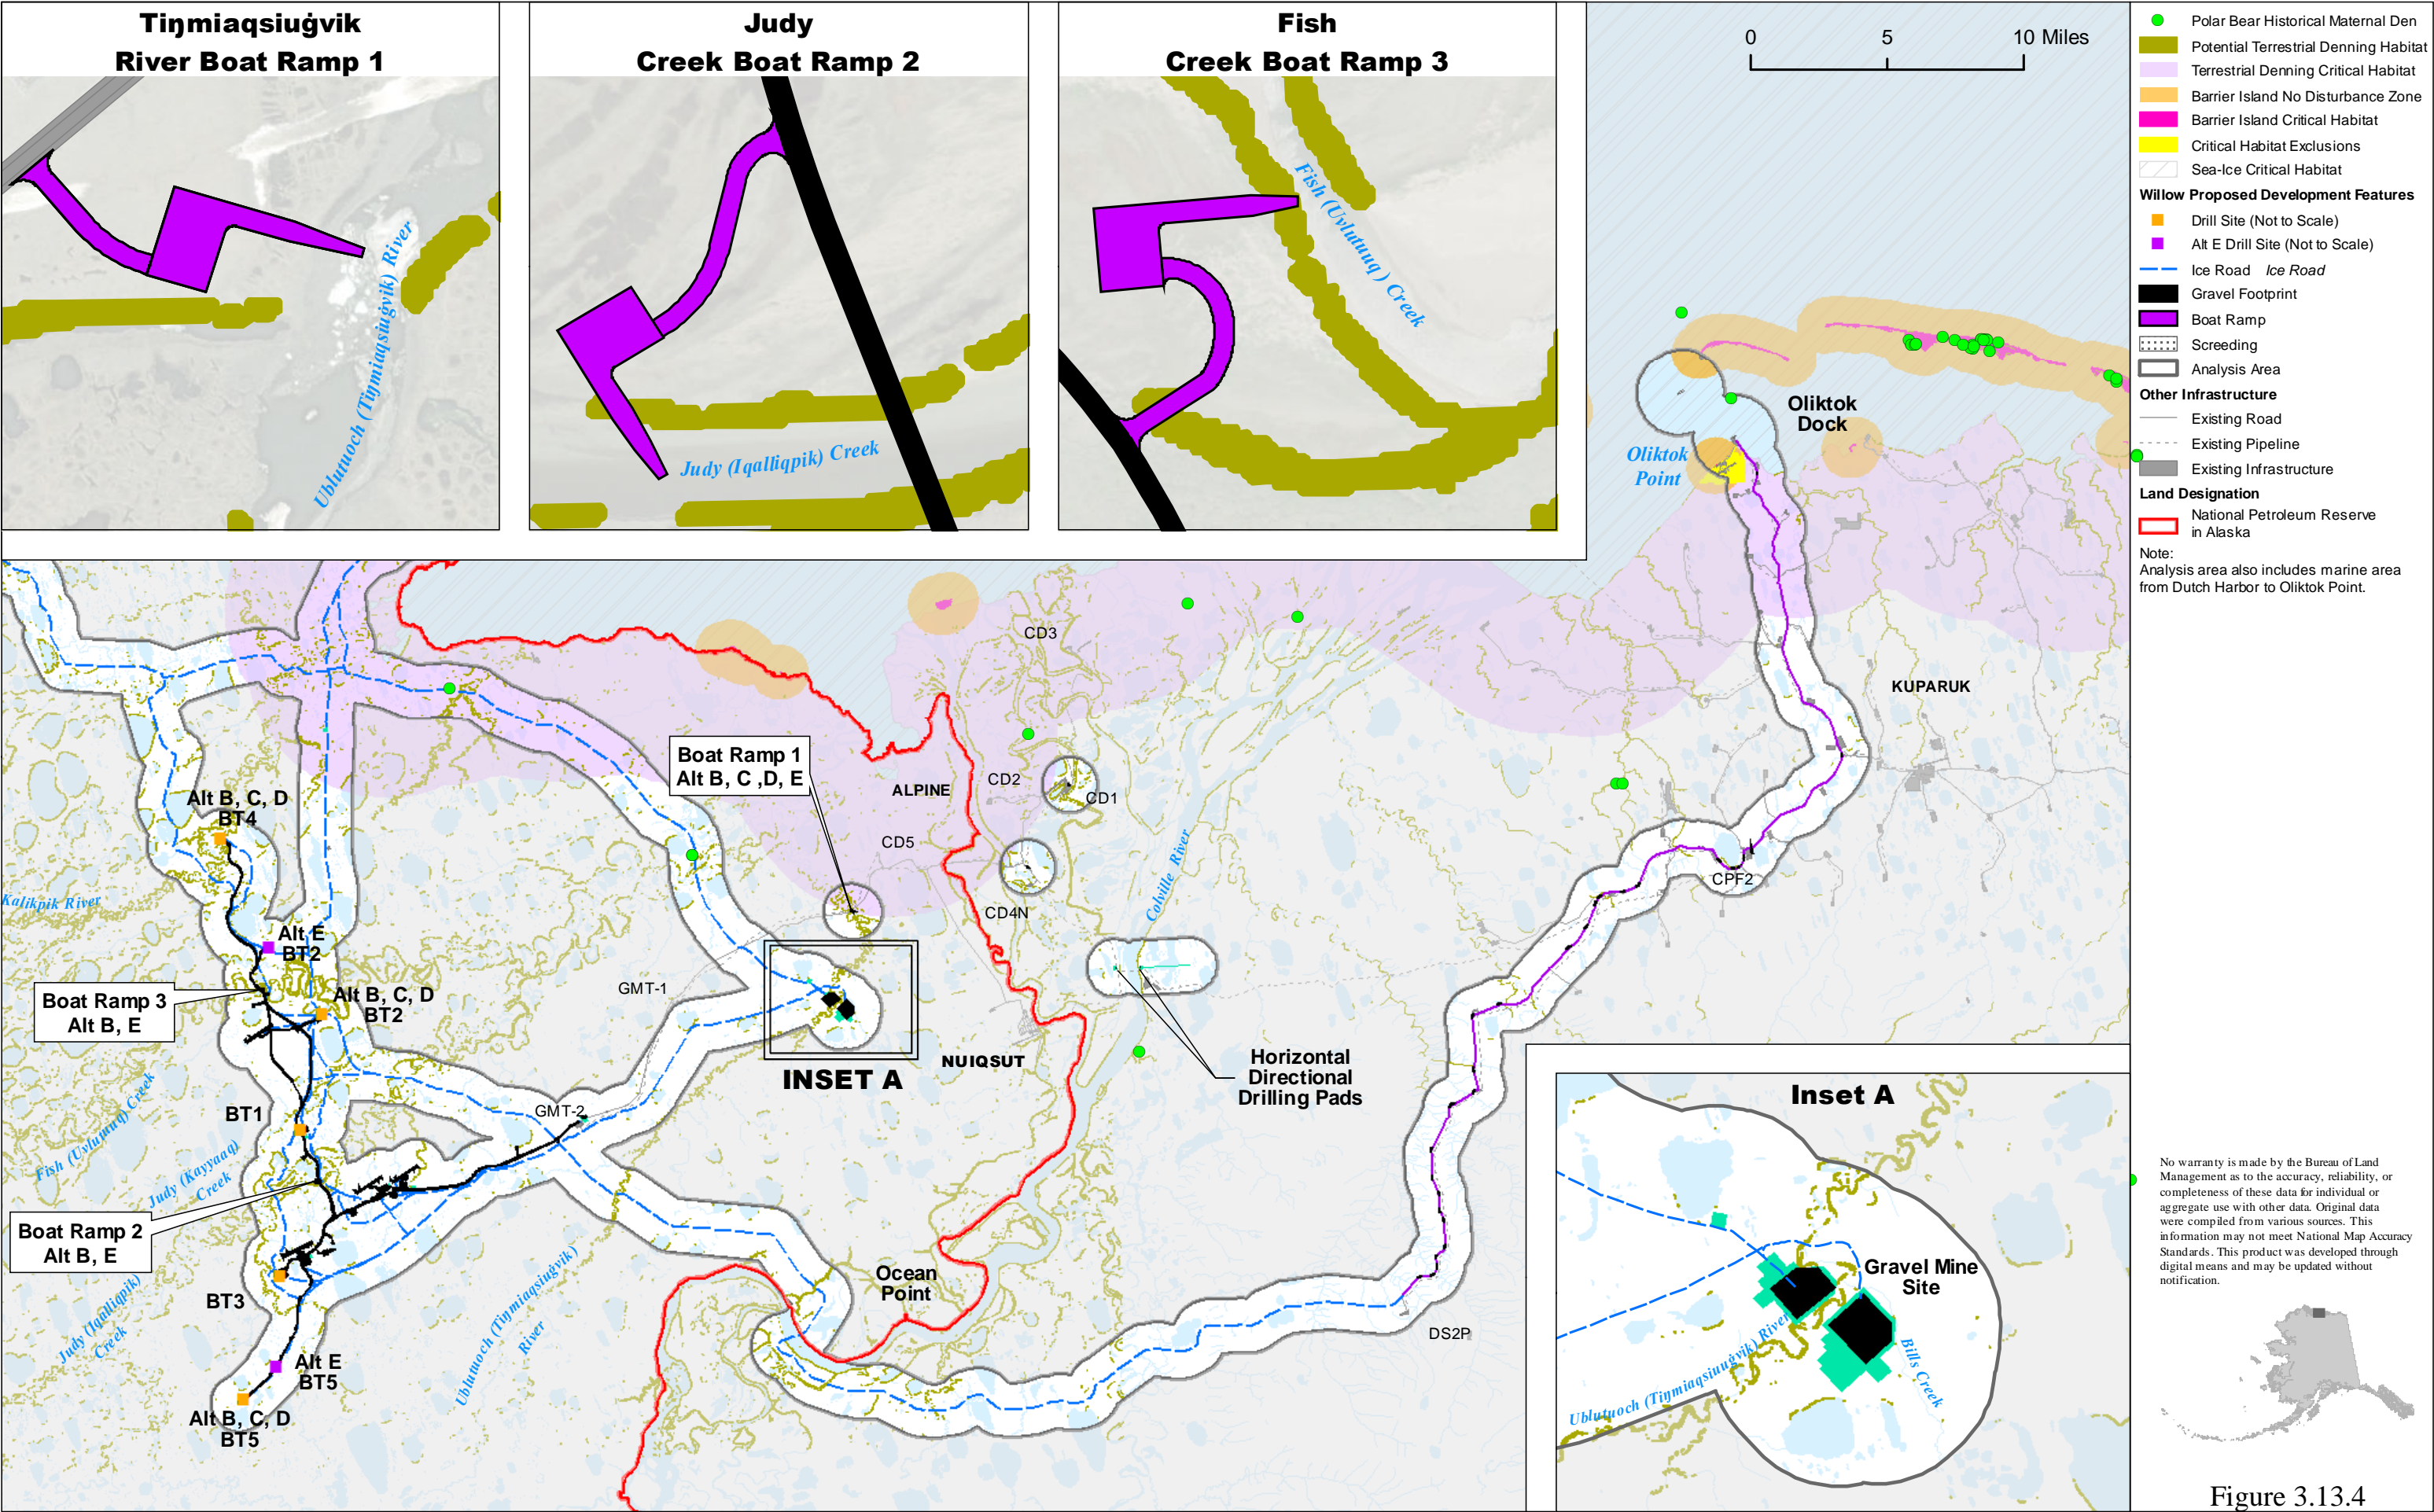 Tiŋmiaqsiuġvik
River Boat Ramp 1
Ublutuoch (Tiŋmiaqsiuġvik) River
Judy
Creek Boat Ramp 2
Judy (Iqalliqpik) Creek
Fish
Creek Boat Ramp 3
Fish (Uvlutuuq ) Creek
0 5 10 Miles
Oliktok
Dock
Oliktok
Point
Polar Bear Historical Maternal Den
Potential Terrestrial Denning Habitat
Terrestrial Denning Critical Habitat
Barrier Island No Disturbance Zone
Barrier Island Critical Habitat
Critical Habitat Exclusions
Sea-Ice Critical Habitat
Willow Proposed Development Features
Drill Site (Not to Scale)
Alt E Drill Site (Not to Scale)
Ice Road Ice Road
Gravel Footprint
Boat Ramp
Screeding
Analysis Area
Other Infrastructure
Existing Road
Existing Pipeline
Existing Infrastructure
Land Designation
National Petroleum Reserve
in Alaska
Note:
Analysis area also includes marine area
from Dutch Harbor to Oliktok Point.
CD3
KUPARUK
Boat Ramp 1
Alt B, C ,D, E
ALPINE
CD2
CD1
CD5
CD4N
Colville River
CPF2
Alt B, C, D
BT4
Kalikpik River
Alt E
BT2
Boat Ramp 3
Alt B, E
Alt B, C, D
BT2
GMT-1
INSET A
NUIQSUT
Horizontal
Directional
Drilling Pads
Fish (Uvlutuuq) Creek
BT1
GMT-2
Judy (Kayyaaq)
Creek
Boat Ramp 2
Alt B, E
BT3
Judy (Iqalliqpik)
Creek
Ublutuoch (Tiŋmiaqsiuġvik)
River
Ocean
Point
DS2P
Alt E
BT5
Alt B, C, D
BT5
Inset A
Gravel Mine
Site
Ublutuoch (Tiŋmiaqsiuġvik) River
Bills Creek
No warranty is made by the Bureau of Land
Management as to the accuracy, reliability, or
completeness of these data for individual or
aggregate use with other data. Original data
were compiled from various sources. This
information may not meet National Map Accuracy
Standards. This product was developed through
digital means and may be updated without
notification.
Figure 3.13.4